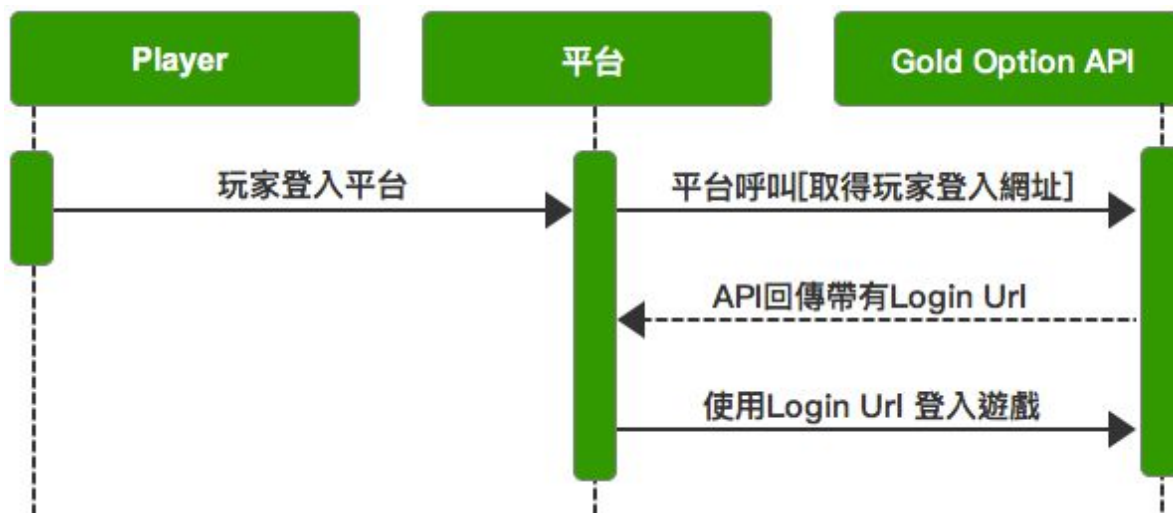 Player
平台
Gold Option API
玩家登入平台
平台呼叫[取得玩家登入網址]
API回傳帶有Login Url
使用Login Url 登入遊戲